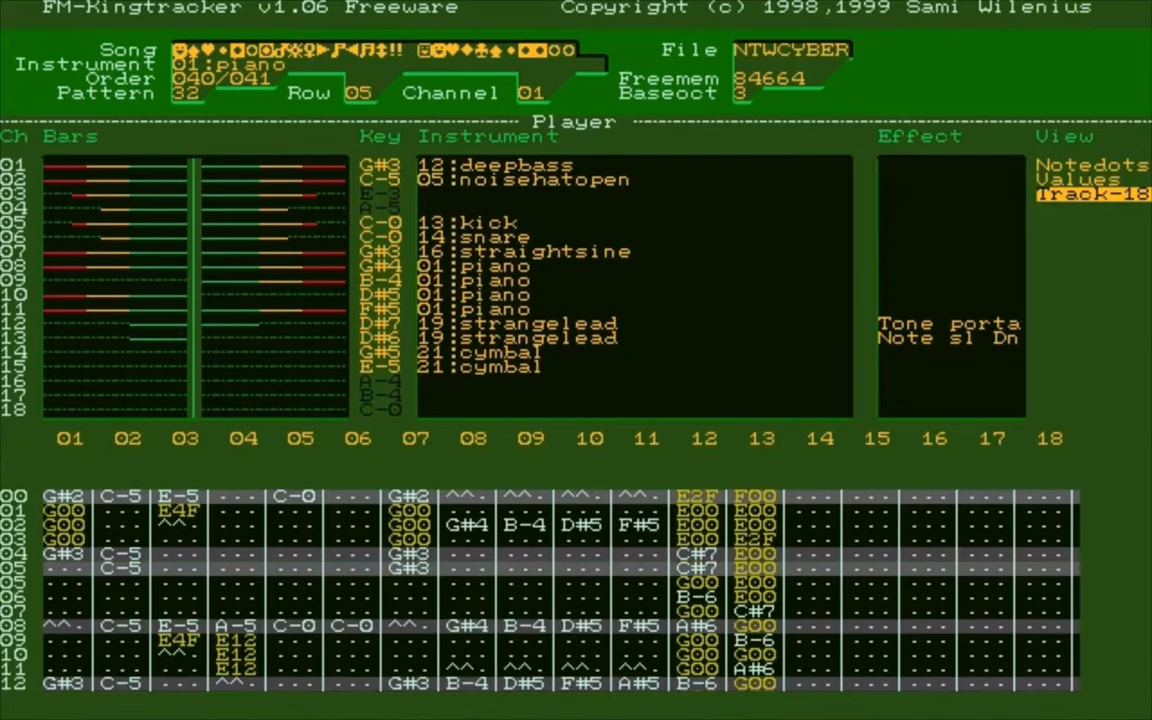 FM-Kingtracker v1.06 Freeware Copyright (c) 1998,1999 Sami Wilenius
Song File NTWCYBER
Instrument 01:piano
Order 040/041 Freemem 84664
Pattern 32 Row 05 Channel 01 Baseoct 3
Player
Ch Bars Key Instrument Effect View
01 G#3 12:deepbass Notedots
02 C-5 05:noisehatopen Values
03 E-3 Track-18
04 A-5
05 C-0 13:kick
06 C-0 14:snare
07 G#3 16:straightsine
08 G#4 01:piano
09 B-4 01:piano
10 D#5 01:piano
11 F#5 01:piano
12 D#7 19:strangelead Tone porta
13 D#6 19:strangelead Note sl Dn
14 G#5 21:cymbal
15 E-5 21:cymbal
16 A-4
17 B-4
18 C-0
01 02 03 04 05 06 07 08 09 10 11 12 13 14 15 16 17 18
00 G#2 C-5 E-5 ... C-0 ... G#2 ^^. ^^. ^^. ^^. E2F F00 ... ... ... ... ...
01 G00 ... E4F ... ... ... G00 ... ... ... ... E00 E00 ... ... ... ... ...
02 G00 ... ^^. ... ... ... G00 G#4 B-4 D#5 F#5 E00 E00 ... ... ... ... ...
03 G00 ... ... ... ... ... G00 ... ... ... ... E00 E2F ... ... ... ... ...
04 G#3 C-5 ... ... ... ... G#3 ... ... ... ... C#7 E00 ... ... ... ... ...
05 ... C-5 ... ... ... ... G#3 ... ... ... ... C#7 E00 ... ... ... ... ...
05 ... ... ... ... ... ... ... ... ... ... ... G00 E00 ... ... ... ... ...
06 ... ... ... ... ... ... ... ... ... ... ... B-6 E00 ... ... ... ... ...
07 ... ... ... ... ... ... ... ... ... ... ... G00 C#7 ... ... ... ... ...
08 ^^. C-5 E-5 A-5 C-0 C-0 ^^. G#4 B-4 D#5 F#5 A#6 G00 ... ... ... ... ...
09 ... ... E4F E12 ... ... ... ... ... ... ... G00 B-6 ... ... ... ... ...
10 ... ... ^^. E12 ... ... ... ... ... ... ... G00 G00 ... ... ... ... ...
11 ... ... ... E12 ... ... ... ^^. ^^. ^^. ^^. G00 A#6 ... ... ... ... ...
12 G#3 C-5 ... ^^. ... ... G#3 B-4 D#5 F#5 A#5 B-6 G00 ... ... ... ... ...